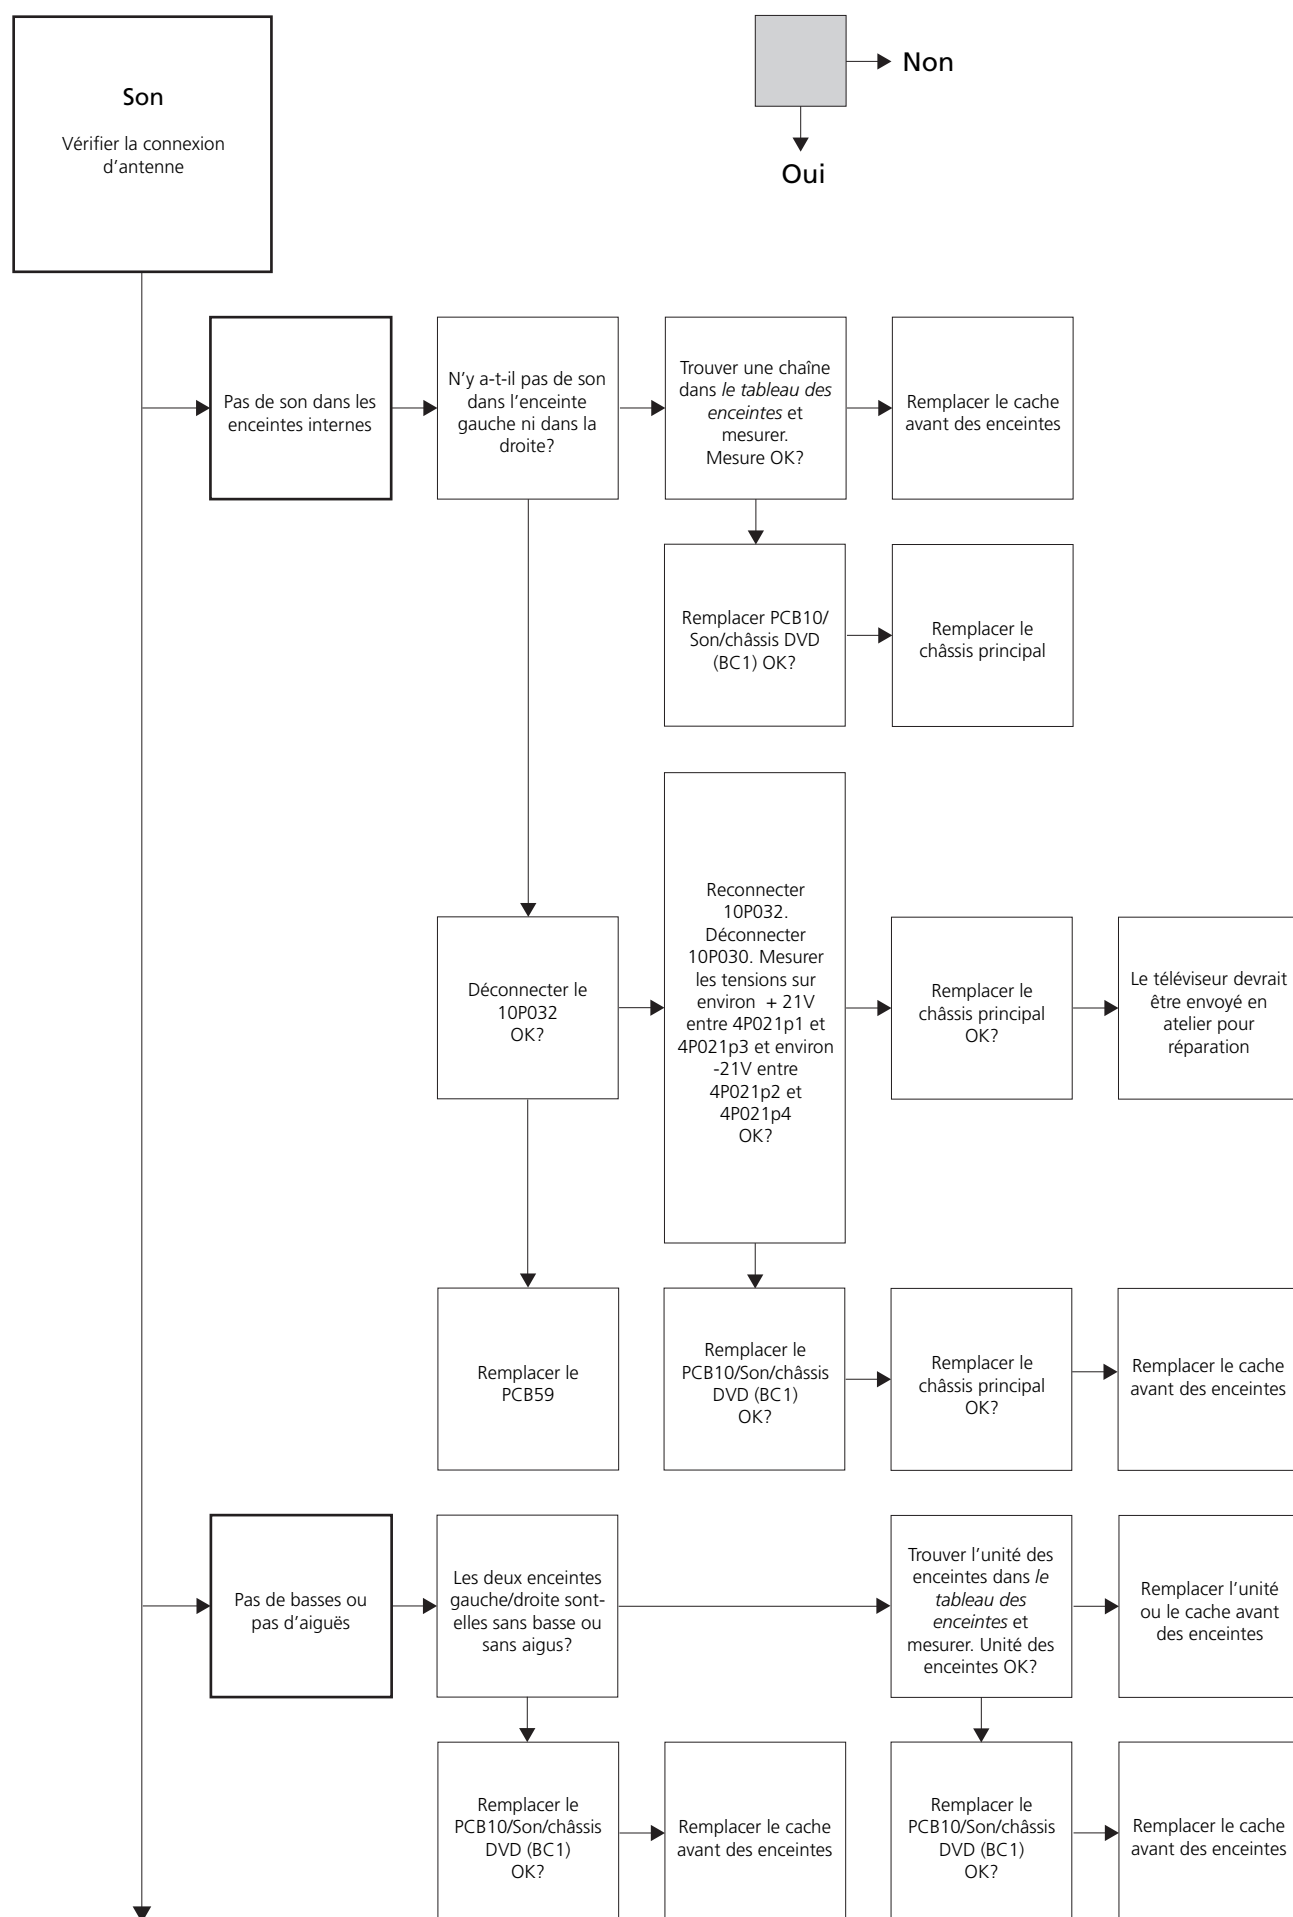 Son
Vérifier la connexion
d'antenne
Non
Oui
Pas de son dans les
enceintes internes
N'y a-t-il pas de son
dans l'enceinte
gauche ni dans la
droite?
Trouver une chaîne
dans le tableau des
enceintes et
mesurer.
Mesure OK?
Remplacer le cache
avant des enceintes
Remplacer PCB10/
Son/châssis DVD
(BC1) OK?
Remplacer le
châssis principal
Déconnecter le
10P032
OK?
Reconnecter
10P032.
Déconnecter
10P030. Mesurer
les tensions sur
environ + 21V
entre 4P021p1 et
4P021p3 et environ
-21V entre
4P021p2 et
4P021p4
OK?
Remplacer le
châssis principal
OK?
Le téléviseur devrait
être envoyé en
atelier pour
réparation
Remplacer le
PCB59
Remplacer le
PCB10/Son/châssis
DVD (BC1)
OK?
Remplacer le
châssis principal
OK?
Remplacer le cache
avant des enceintes
Pas de basses ou
pas d'aiguës
Les deux enceintes
gauche/droite sont-
elles sans basse ou
sans aigus?
Trouver l'unité des
enceintes dans le
tableau des
enceintes et
mesurer. Unité des
enceintes OK?
Remplacer l'unité
ou le cache avant
des enceintes
Remplacer le
PCB10/Son/châssis
DVD (BC1)
OK?
Remplacer le cache
avant des enceintes
Remplacer le
PCB10/Son/châssis
DVD (BC1)
OK?
Remplacer le cache
avant des enceintes